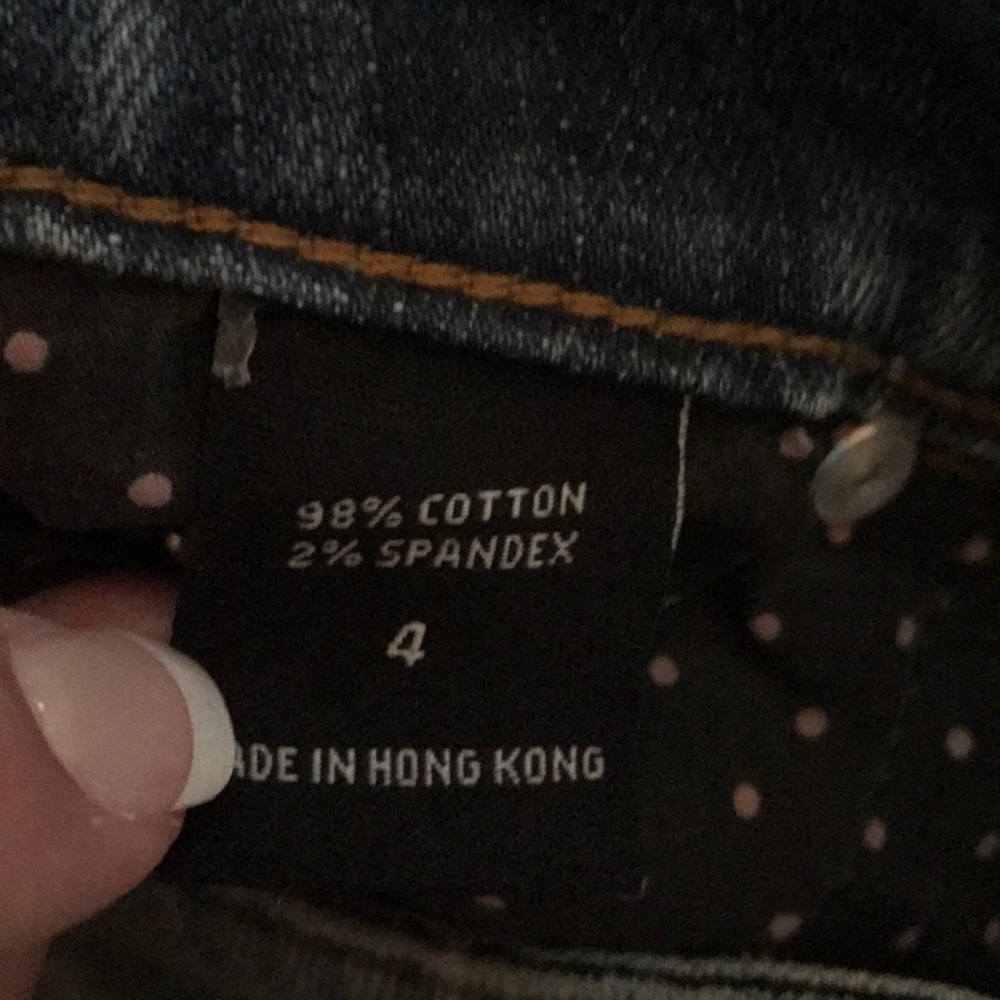 98% COTTON
2% SPANDEX
4
ADE IN HONG KONG